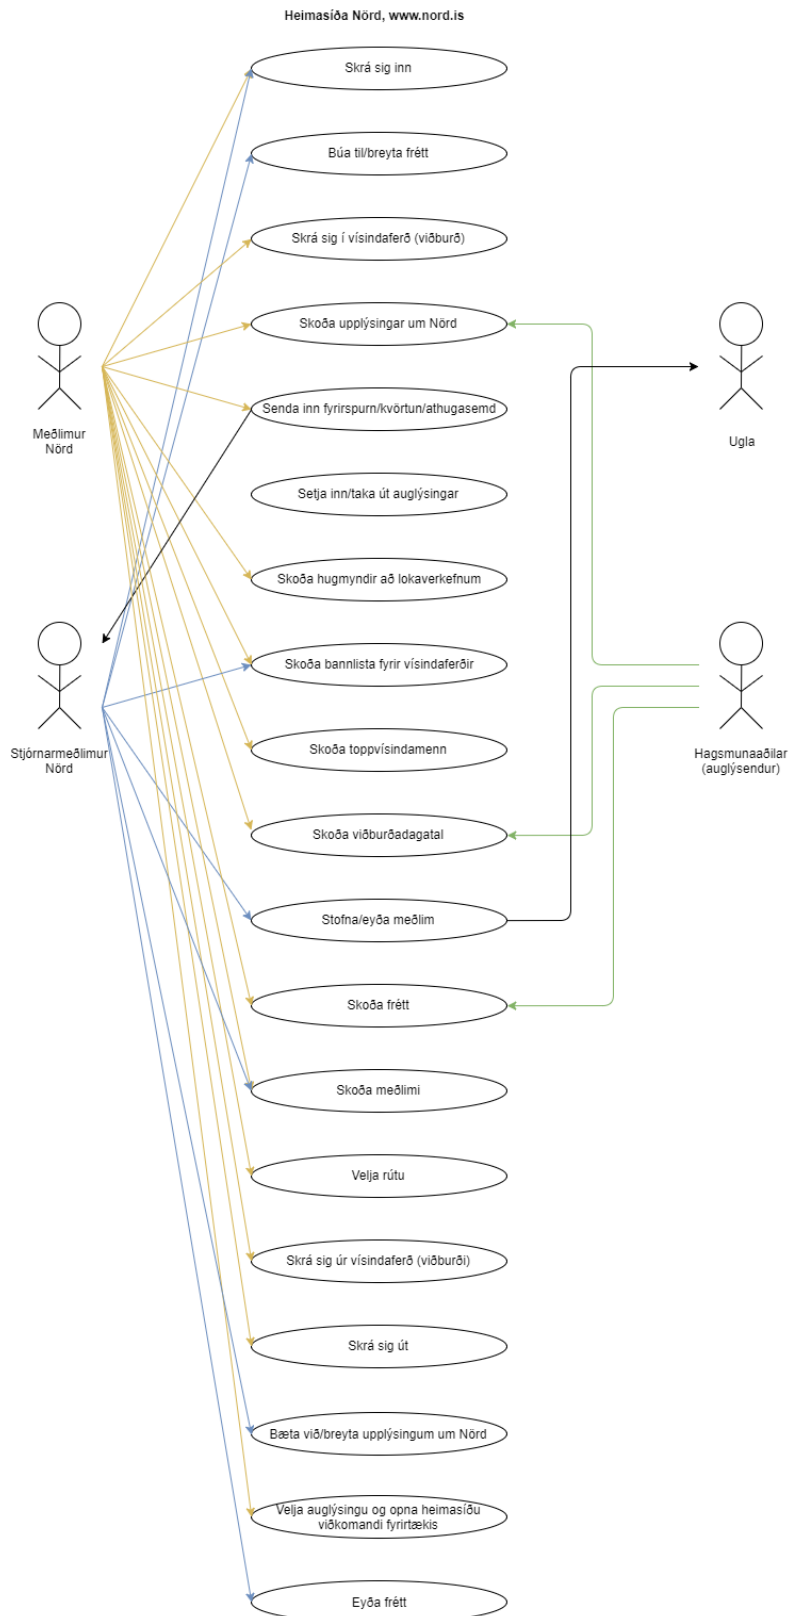 Heimasíða Nörd, www.nord.is
Skrá sig inn
Búa til/breyta frétt
Skrá sig í vísindaferð (viðburð)
Skoða upplýsingar um Nörd
Senda inn fyrirspurn/kvörtun/athugasemd
Meðlimur
Nörd
Ugla
Setja inn/taka út auglýsingar
Skoða hugmyndir að lokaverkefnum
Skoða bannlista fyrir vísindaferðir
Skoða toppvísindamenn
Stjórnarmeðlimur
Nörd
Hagsmunaaðilar
(auglýsendur)
Skoða viðburðadagatal
Stofna/eyða meðlim
Skoða frétt
Skoða meðlimi
Velja rútu
Skrá sig úr vísindaferð (viðburði)
Skrá sig út
Bæta við/breyta upplýsingum um Nörd
Velja auglýsingu og opna heimasíðu
viðkomandi fyrirtækis
Eyða frétt